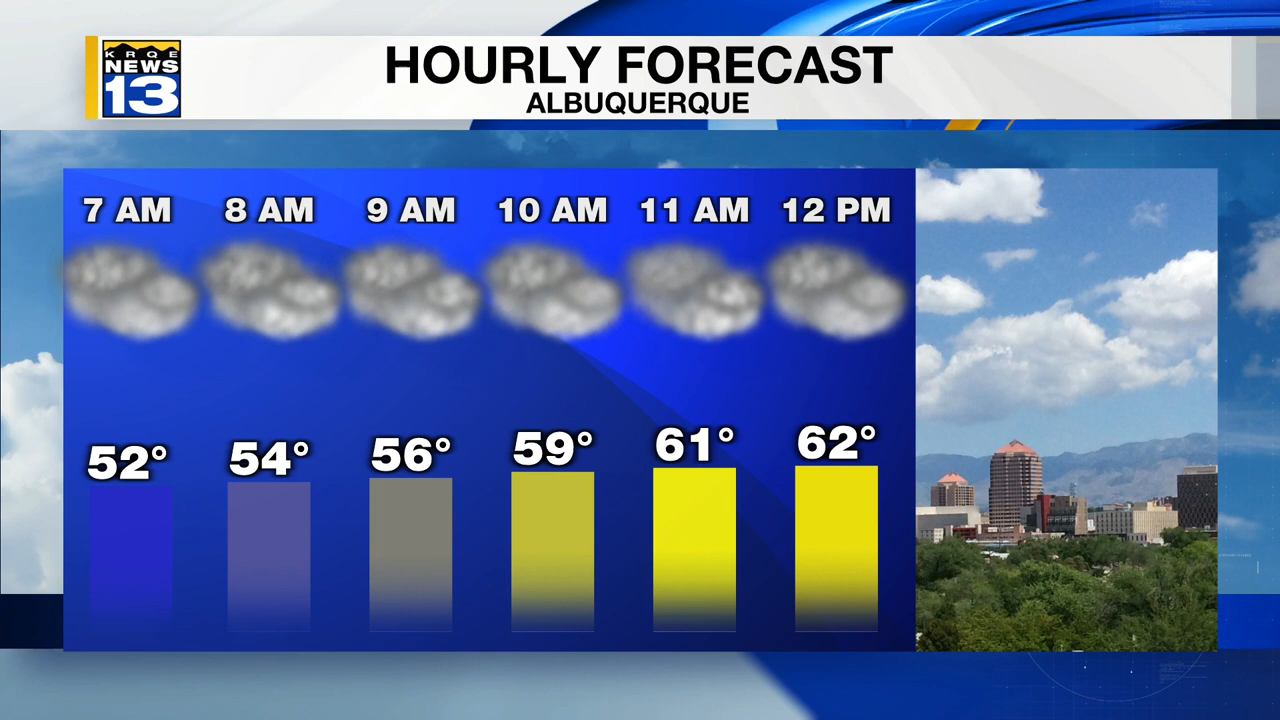 KRQE
NEWS
13
HOURLY FORECAST
ALBUQUERQUE
7 AM 8 AM 9 AM 10 AM 11 AM 12 PM
52° 54° 56° 59° 61° 62°